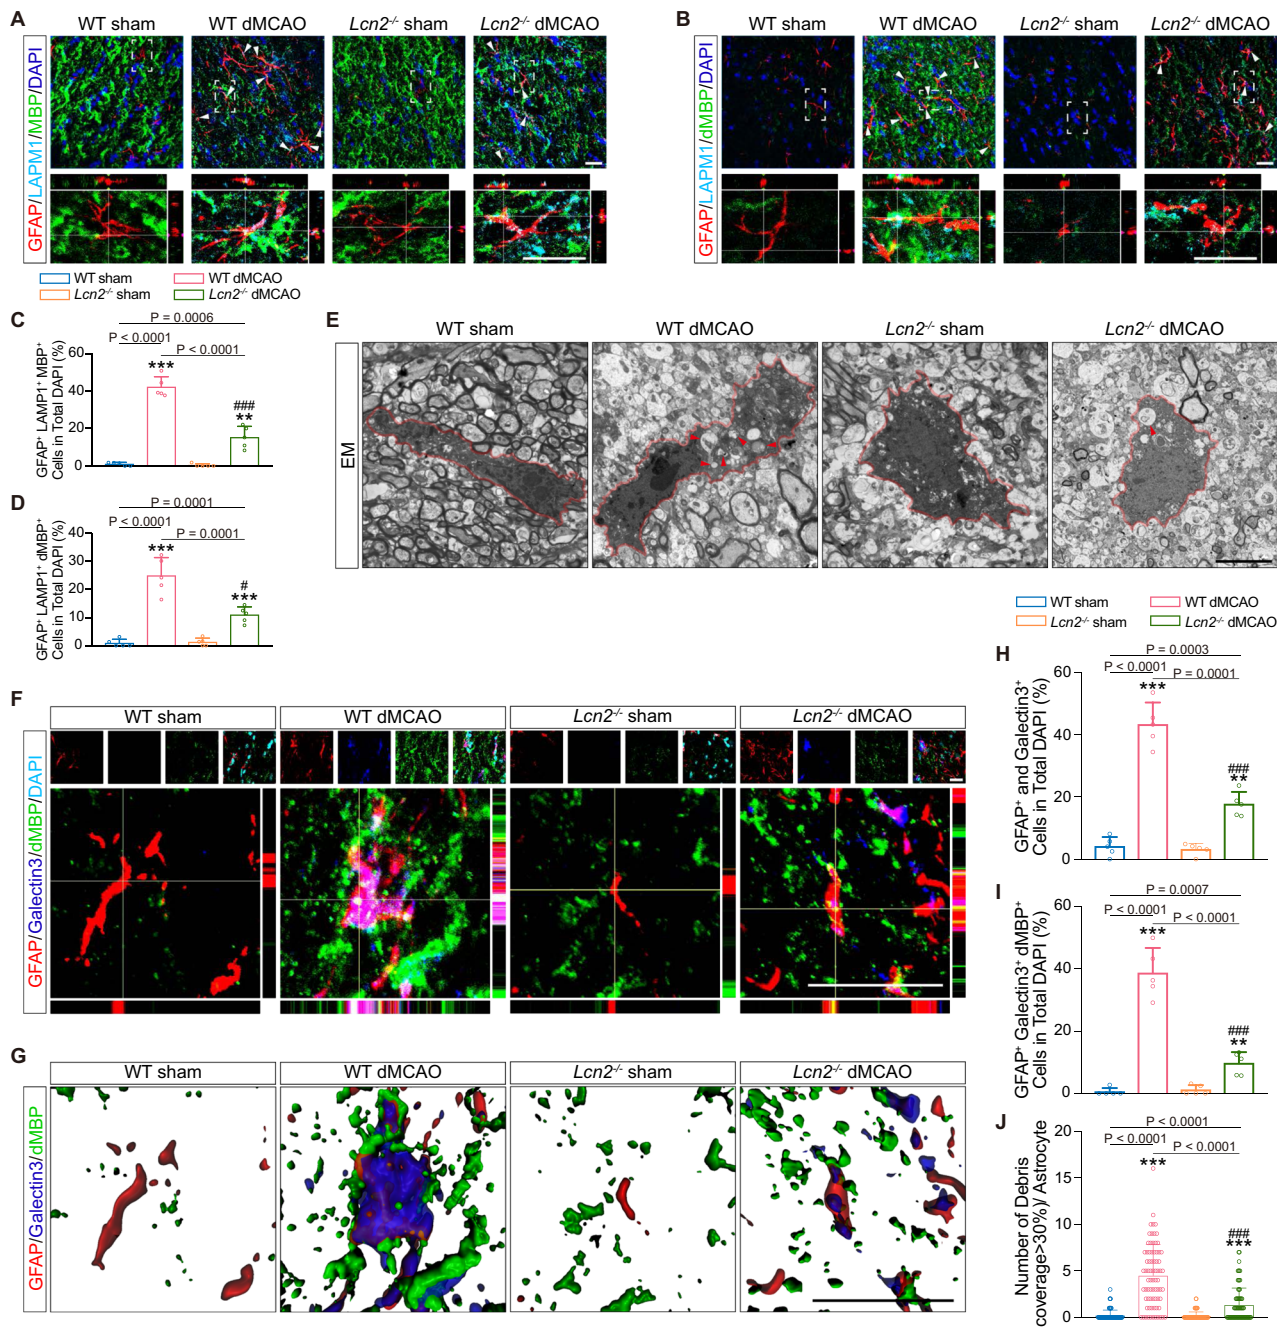 A
WT sham
WT dMCAO
Lcn2-/- sham
Lcn2-/- dMCAO
GFAP/LAPM1/MBP/DAPI
B
WT sham
WT dMCAO
Lcn2-/- sham
Lcn2-/- dMCAO
GFAP/LAPM1/dMBP/DAPI
WT sham
WT dMCAO
Lcn2-/- sham
Lcn2-/- dMCAO
C
P = 0.0006
P < 0.0001
P < 0.0001
GFAP+ LAMP1+ MBP+
Cells in Total DAPI (%)
60
40
20
0
***
###
**
D
P = 0.0001
P < 0.0001
P = 0.0001
GFAP+ LAMP1+ dMBP+
Cells in Total DAPI (%)
40
30
20
10
0
***
#
***
E
WT sham
WT dMCAO
Lcn2-/- sham
Lcn2-/- dMCAO
EM
WT sham
WT dMCAO
Lcn2-/- sham
Lcn2-/- dMCAO
F
WT sham
WT dMCAO
Lcn2-/- sham
Lcn2-/- dMCAO
GFAP/Galectin3/dMBP/DAPI
G
WT sham
WT dMCAO
Lcn2-/- sham
Lcn2-/- dMCAO
GFAP/Galectin3/dMBP
H
P = 0.0003
P < 0.0001
P = 0.0001
GFAP+ and Galectin3+
Cells in Total DAPI (%)
60
40
20
0
***
###
**
I
P = 0.0007
P < 0.0001
P < 0.0001
GFAP+ Galectin3+ dMBP+
Cells in Total DAPI (%)
60
40
20
0
***
###
**
J
P < 0.0001
P < 0.0001
P < 0.0001
Number of Debris
coverage>30%)/ Astrocyte
20
15
10
5
0
***
###
***